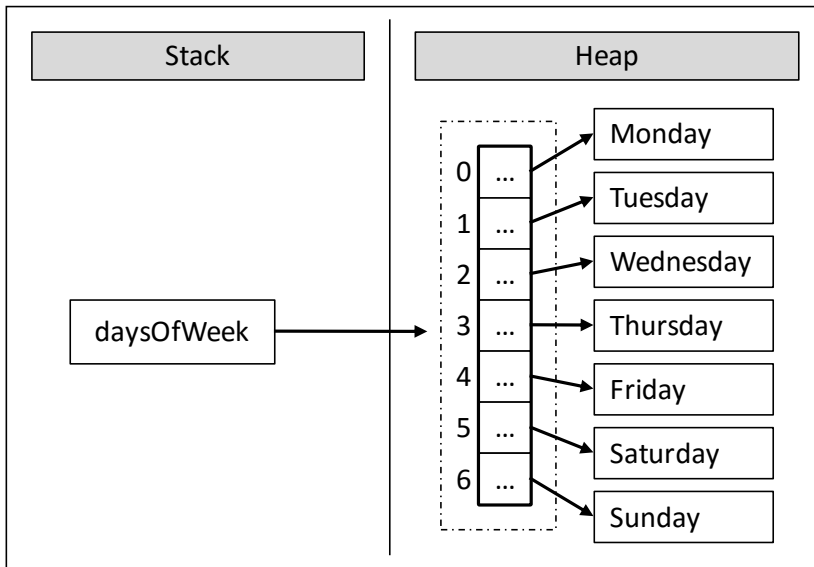 Stack
Heap
daysOfWeek
0 ... Monday
1 ... Tuesday
2 ... Wednesday
3 ... Thursday
4 ... Friday
5 ... Saturday
6 ... Sunday